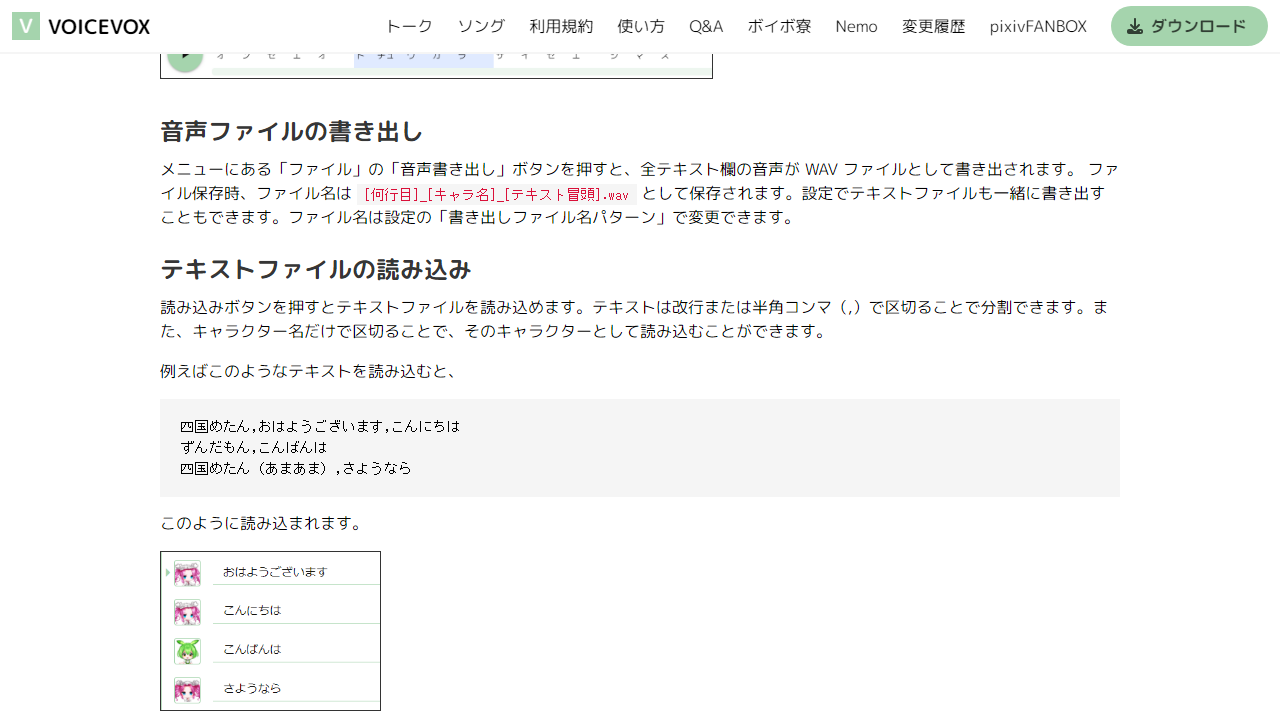 VOICEVOX
トーク ソング 利用規約 使い方 Q&A ボイボ寮 Nemo 変更履歴 pixivFANBOX ダウンロード
音声ファイルの書き出し
メニューにある「ファイル」の「音声書き出し」ボタンを押すと、全テキスト欄の音声が WAV ファイルとして書き出されます。 ファ
イル保存時、ファイル名は [何行目]_[キャラ名]_[テキスト冒頭].wav として保存されます。設定でテキストファイルも一緒に書き出す
こともできます。ファイル名は設定の「書き出しファイル名パターン」で変更できます。
テキストファイルの読み込み
読み込みボタンを押すとテキストファイルを読み込めます。テキストは改行または半角コンマ（,）で区切ることで分割できます。ま
た、キャラクター名だけで区切ることで、そのキャラクターとして読み込むことができます。
例えばこのようなテキストを読み込むと、
四国めたん,おはようございます,こんにちは
ずんだもん,こんばんは
四国めたん（あまあま）,さようなら
このように読み込まれます。
おはようございます
こんにちは
こんばんは
さようなら